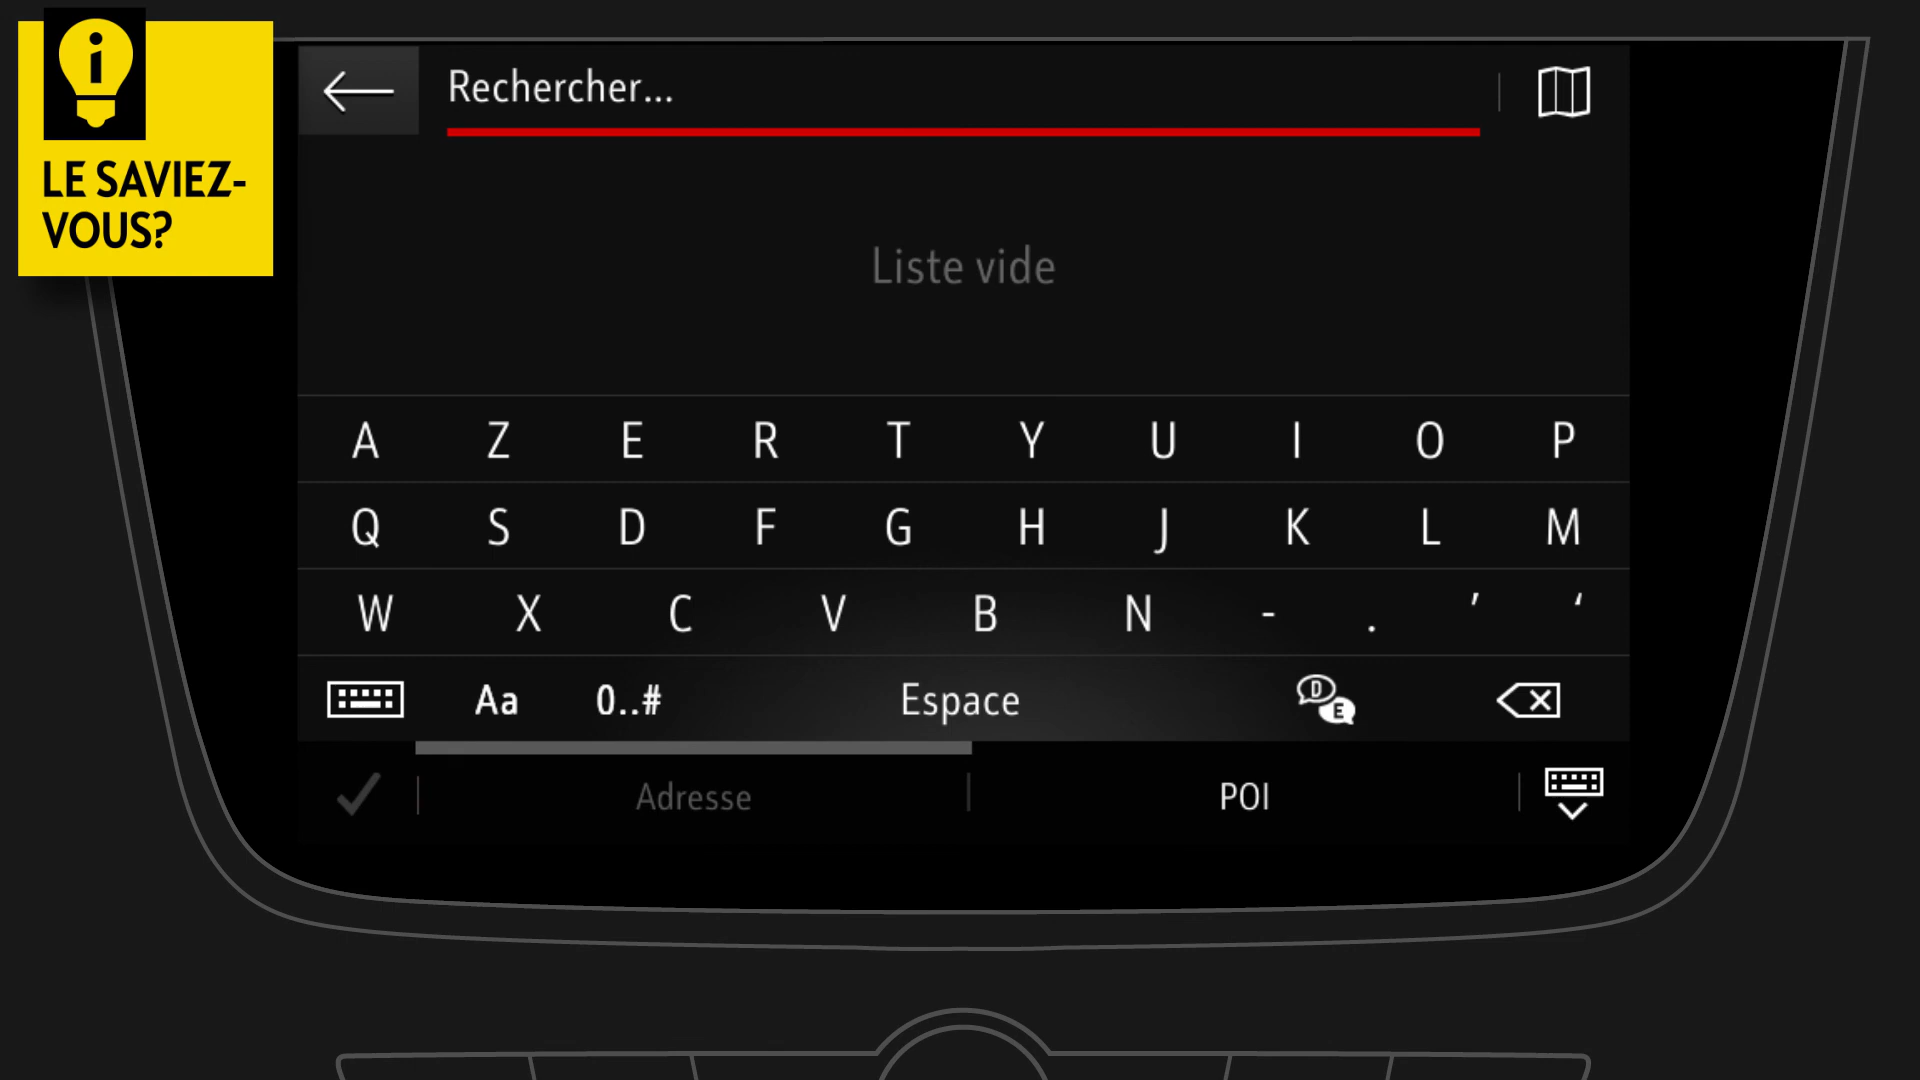 LE SAVIEZ-
VOUS?
Rechercher...
Liste vide
A Z E R T Y U I O P
Q S D F G H J K L M
W X C V B N - . ’ ‘
Aa 0..# Espace D E
Adresse POI